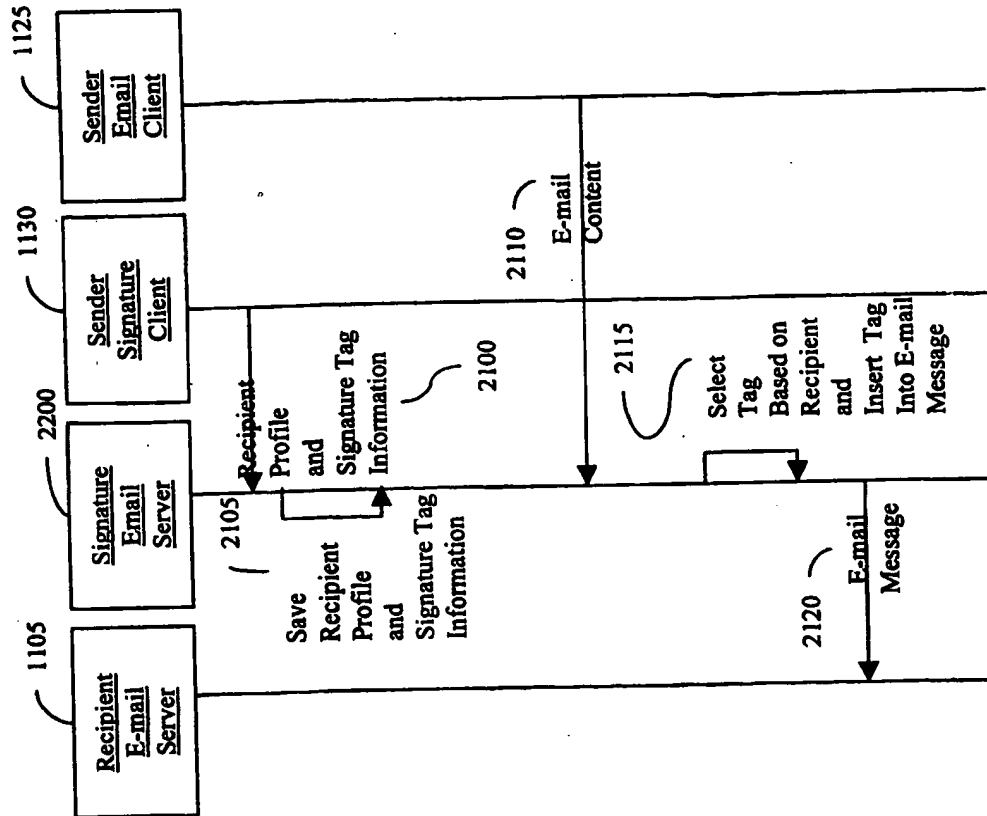 1105
Recipient
E-mail
Server
2200
Signature
Email
Server
1130
Sender
Signature
Client
1125
Sender
Email
Client
Recipient
Profile
and
Signature Tag
Information
2100
2105
Save
Recipient
Profile
and
Signature Tag
Information
2110
E-mail
Content
2115
Select
Tag
Based on
Recipient
and
Insert Tag
Into E-mail
Message
2120
E-mail
Message